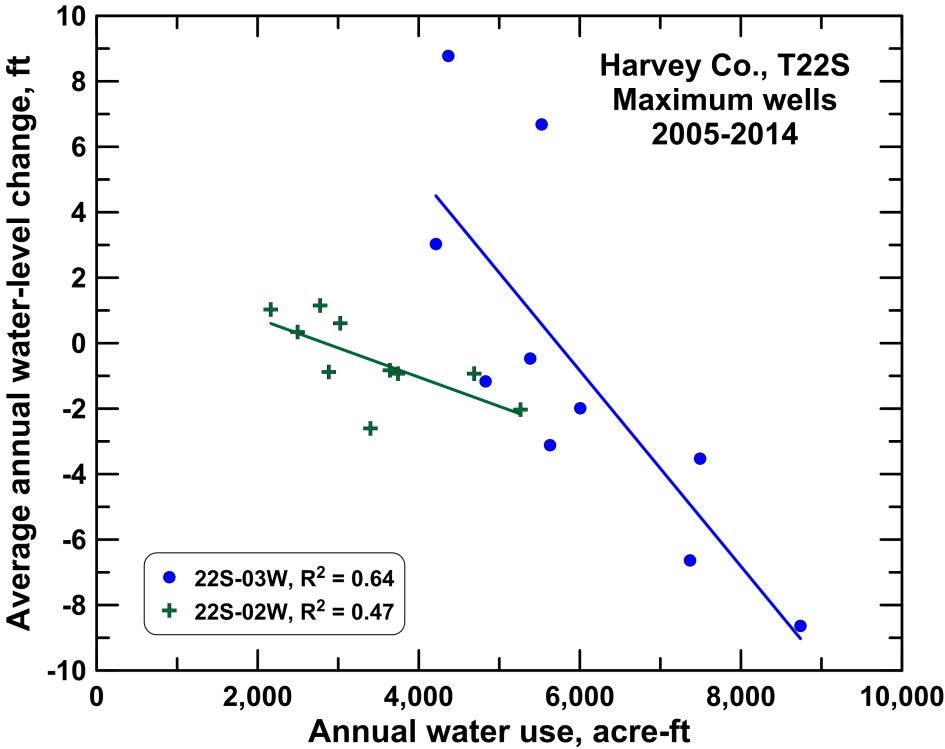 Harvey Co., T22S
Maximum wells
2005-2014
Average annual water-level change, ft
10
8
6
4
2
0
-2
-4
-6
-8
-10
22S-03W, R² = 0.64
22S-02W, R² = 0.47
0 2,000 4,000 6,000 8,000 10,000
Annual water use, acre-ft